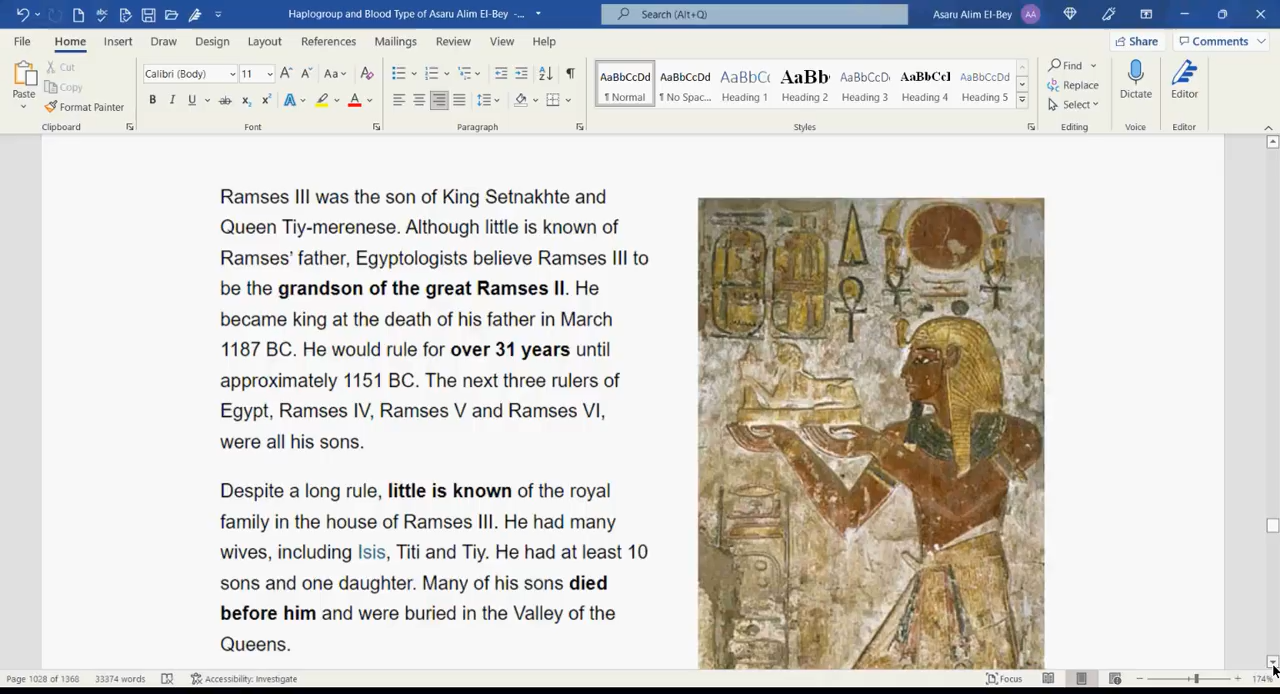 Haplogroup and Blood Type of Asaru Alim El-Bey -...
Search (Alt+Q)
Asaru Alim El-Bey
AA
File Home Insert Draw Design Layout References Mailings Review View Help
Share
Comments
Paste
Cut
Copy
Format Painter
Clipboard
Calibri (Body)
11
Font
Paragraph
AaBbCcDd
¶ Normal
AaBbCcDd
¶ No Spac...
AaBbC
Heading 1
AaBb
Heading 2
AaBbCcDd
Heading 3
AaBbCcI
Heading 4
AaBbCcDd
Heading 5
Styles
Find
Replace
Select
Editing
Dictate
Voice
Editor
Editor
Ramses III was the son of King Setnakhte and
Queen Tiy-merenese. Although little is known of
Ramses’ father, Egyptologists believe Ramses III to
be the grandson of the great Ramses II. He
became king at the death of his father in March
1187 BC. He would rule for over 31 years until
approximately 1151 BC. The next three rulers of
Egypt, Ramses IV, Ramses V and Ramses VI,
were all his sons.
Despite a long rule, little is known of the royal
family in the house of Ramses III. He had many
wives, including Isis, Titi and Tiy. He had at least 10
sons and one daughter. Many of his sons died
before him and were buried in the Valley of the
Queens.
Page 1028 of 1368
33374 words
Accessibility: Investigate
Focus
174%